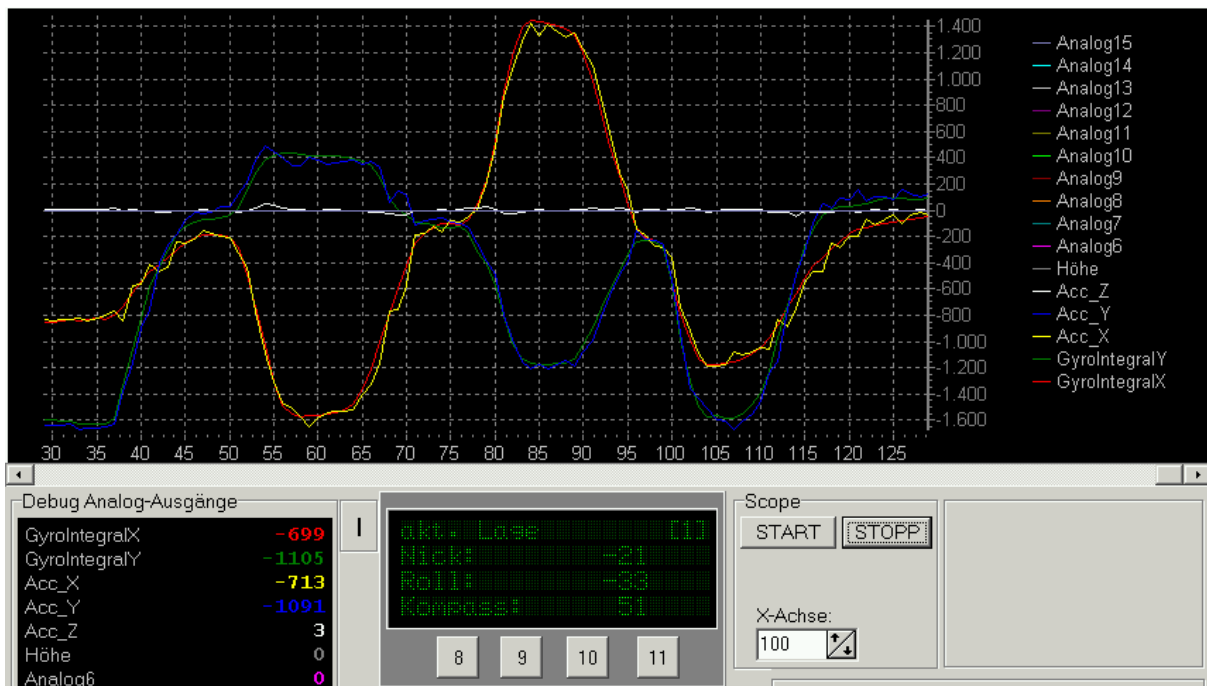 1.400
1.200
1.000
800
600
400
200
0
-200
-400
-600
-800
-1.000
-1.200
-1.400
-1.600
30 35 40 45 50 55 60 65 70 75 80 85 90 95 100 105 110 115 120 125
Analog15
Analog14
Analog13
Analog12
Analog11
Analog10
Analog9
Analog8
Analog7
Analog6
Höhe
Acc_Z
Acc_Y
Acc_X
GyroIntegralY
GyroIntegralX
Debug Analog-Ausgänge
GyroIntegralX -699
GyroIntegralY -1105
Acc_X -713
Acc_Y -1091
Acc_Z 3
Höhe 0
Analog6 0
I
akt. Lage [1]
Nick: -21
Roll: -33
Kompass: 51
8 9 10 11
Scope
START STOPP
X-Achse:
100